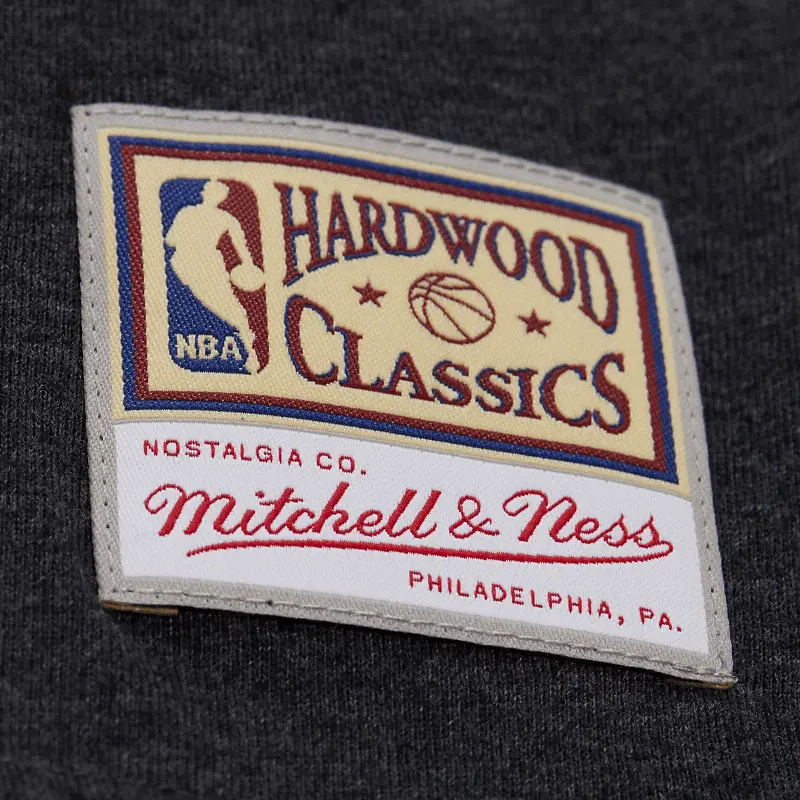 NBA
HARDWOOD
CLASSICS
NOSTALGIA CO.
Mitchell & Ness
PHILADELPHIA, PA.